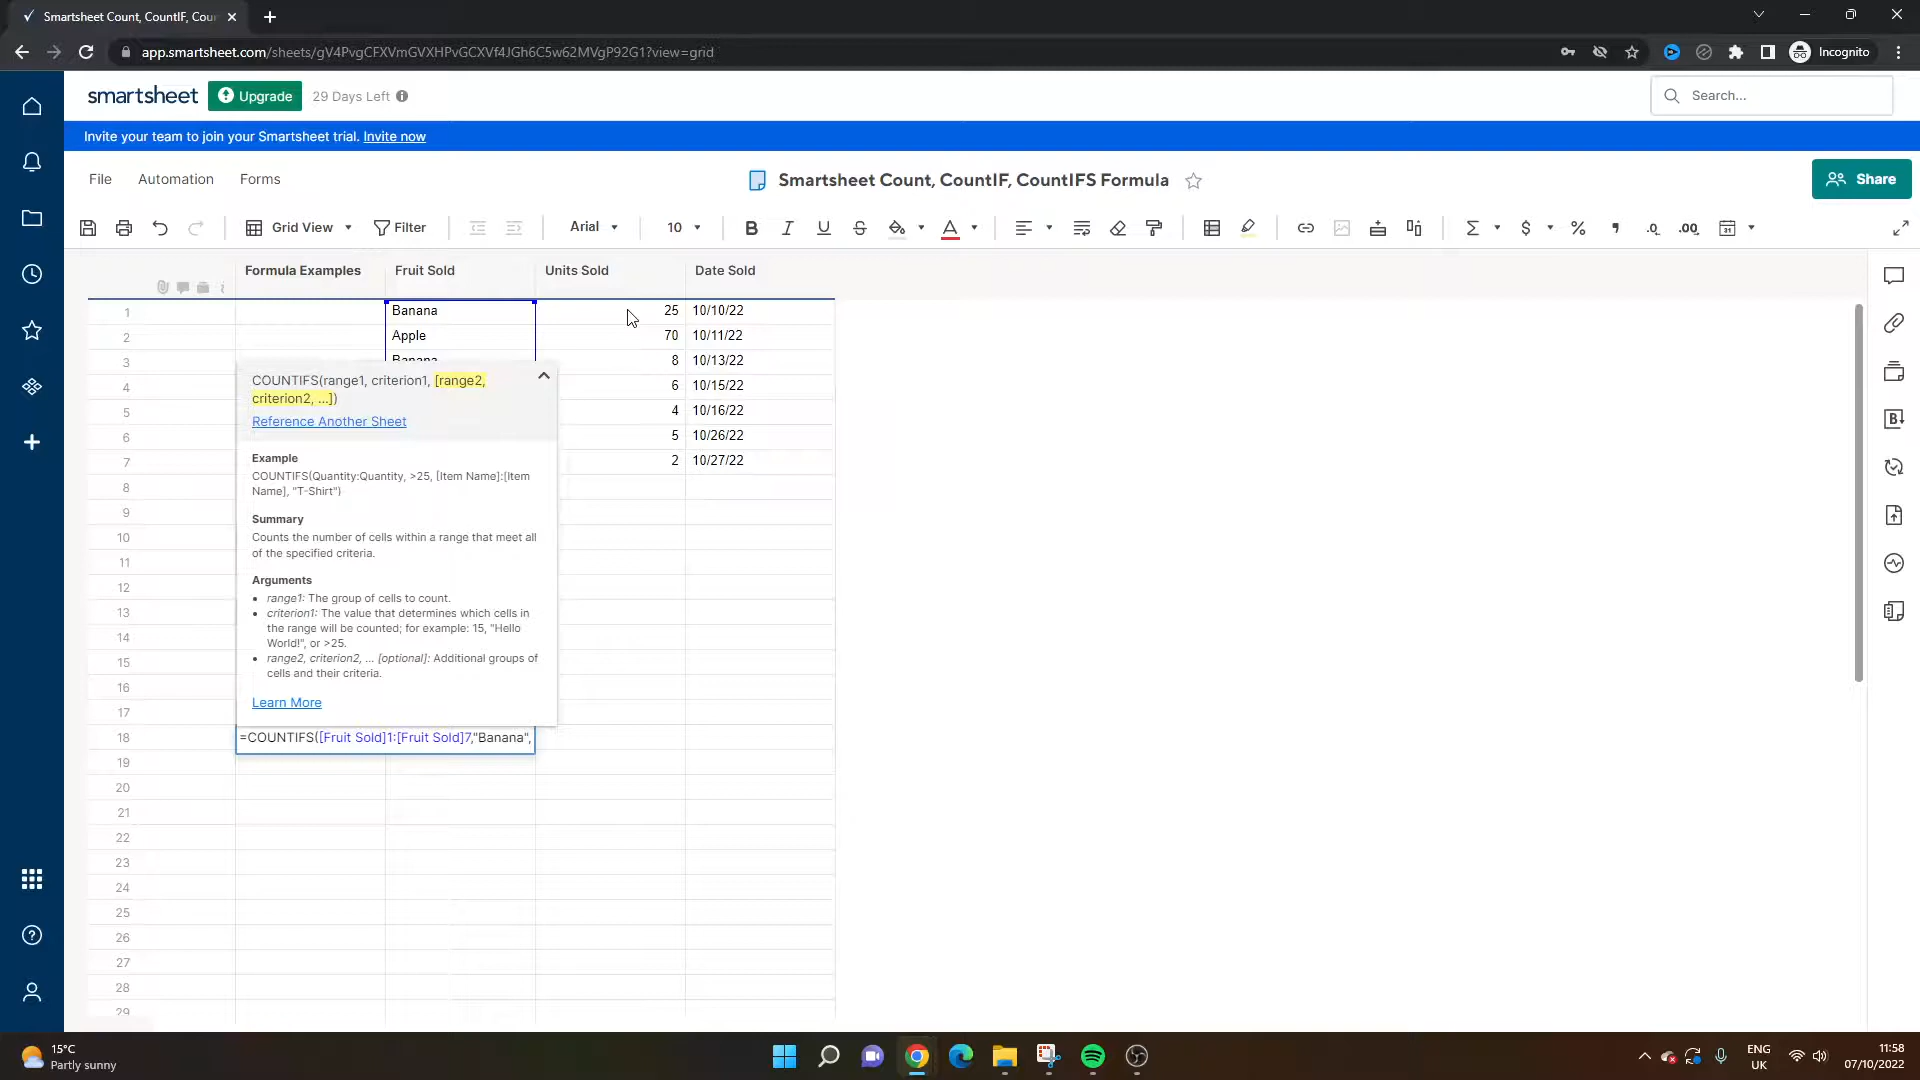 Smartsheet Count, CountIF, Cou
app.smartsheet.com/sheets/gV4PvgCFXVmGVXHPvGCXVf4JGh6C5w62MVgP92G1?view=grid
Incognito
smartsheet
Upgrade
29 Days Left
Search...
Invite your team to join your Smartsheet trial. Invite now
File Automation Forms
Smartsheet Count, CountIF, CountIFS Formula
Share
Grid View Filter Arial 10 B I U S A Σ $ % .0 .00 31
Formula Examples Fruit Sold Units Sold Date Sold
1 Banana 25 10/10/22
2 Apple 70 10/11/22
3 Banana 8 10/13/22
4 6 10/15/22
5 4 10/16/22
6 5 10/26/22
7 2 10/27/22
COUNTIFS(range1, criterion1, [range2,
criterion2, ...])
Reference Another Sheet
Example
COUNTIFS(Quantity:Quantity, >25, [Item Name]:[Item
Name], "T-Shirt")
Summary
Counts the number of cells within a range that meet all
of the specified criteria.
Arguments
• range1: The group of cells to count.
• criterion1: The value that determines which cells in
the range will be counted; for example: 15, "Hello
World!", or >25.
• range2, criterion2, ... [optional]: Additional groups of
cells and their criteria.
Learn More
8
9
10
11
12
13
14
15
16
17
18 =COUNTIFS([Fruit Sold]1:[Fruit Sold]7,"Banana",
19
20
21
22
23
24
25
26
27
28
29
15°C
Partly sunny
ENG
UK
11:58
07/10/2022